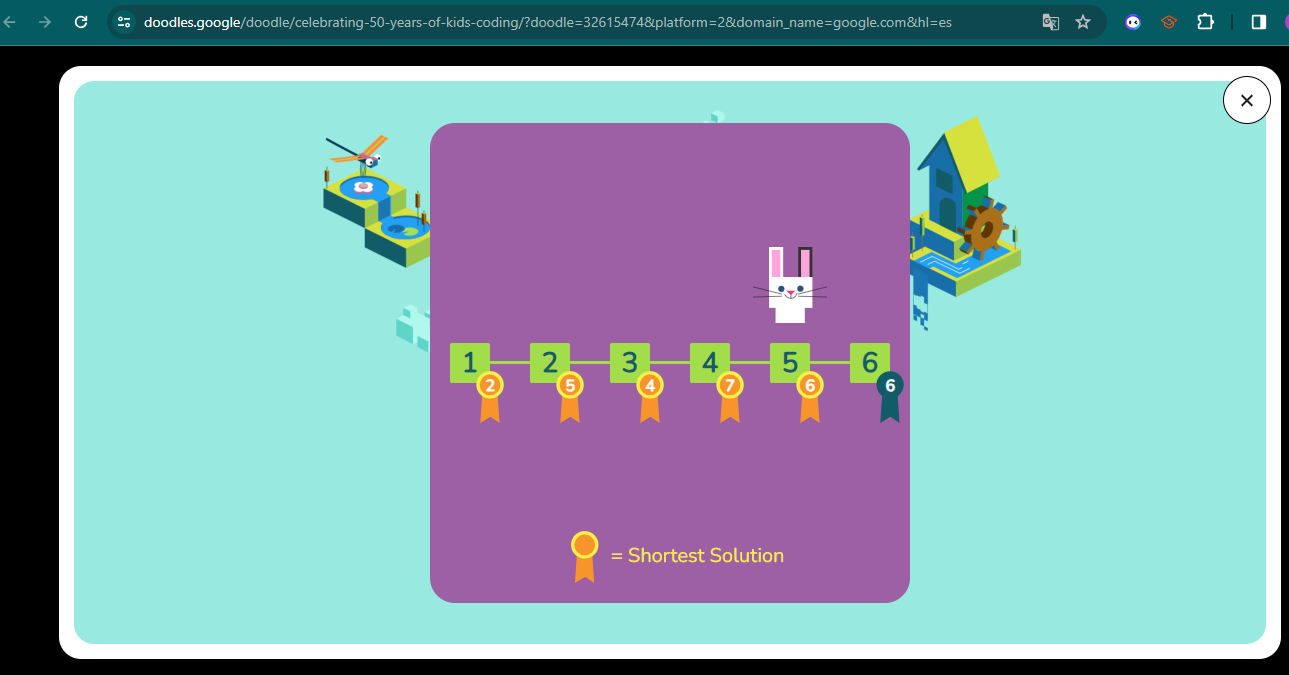 doodles.google/doodle/celebrating-50-years-of-kids-coding/?doodle=32615474&platform=2&domain_name=google.com&hl=es
1 2 3 4 5 6
2 5 4 7 6 6
= Shortest Solution